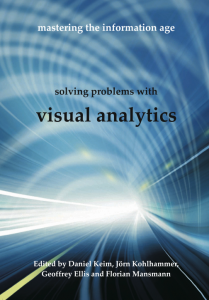 mastering the information age
solving problems with
visual analytics
Edited by Daniel Keim, Jörn Kohlhammer,
Geoffrey Ellis and Florian Mansmann